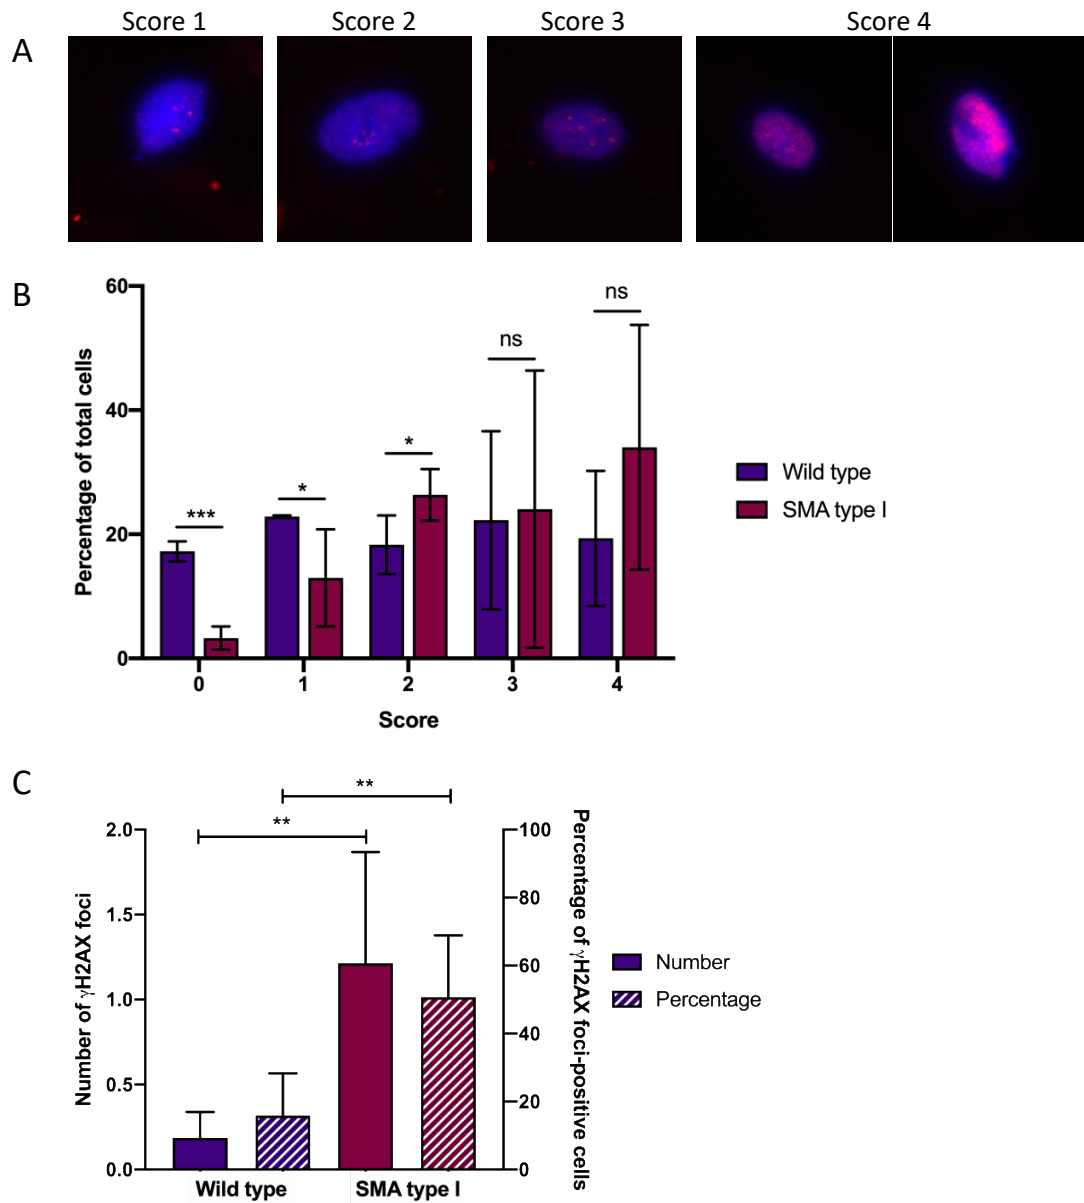 Score 1 Score 2 Score 3 Score 4
A
B
Percentage of total cells
60
40
20
0
***
*
*
ns
ns
0 1 2 3 4
Score
Wild type
SMA type I
C
**
**
Number of γH2AX foci
2.0
1.5
1.0
0.5
0.0
100
80
60
40
20
0
Percentage of γH2AX foci-positive cells
Wild type SMA type I
Number
Percentage